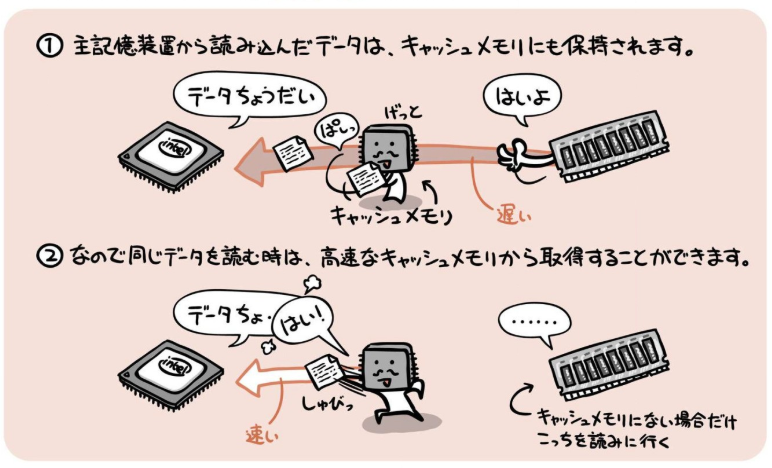 ① 主記憶装置から読み込んだデータは、キャッシュメモリにも保持されます。
データちょうだい
ぱしっ
げっと
はいよ
intel
キャッシュメモリ
遅い
② なので同じデータを読む時は、高速なキャッシュメモリから取得することができます。
データちょ・
はい!
......
intel
しゅびっ
速い
キャッシュメモリにない場合だけ
こっちを読みに行く